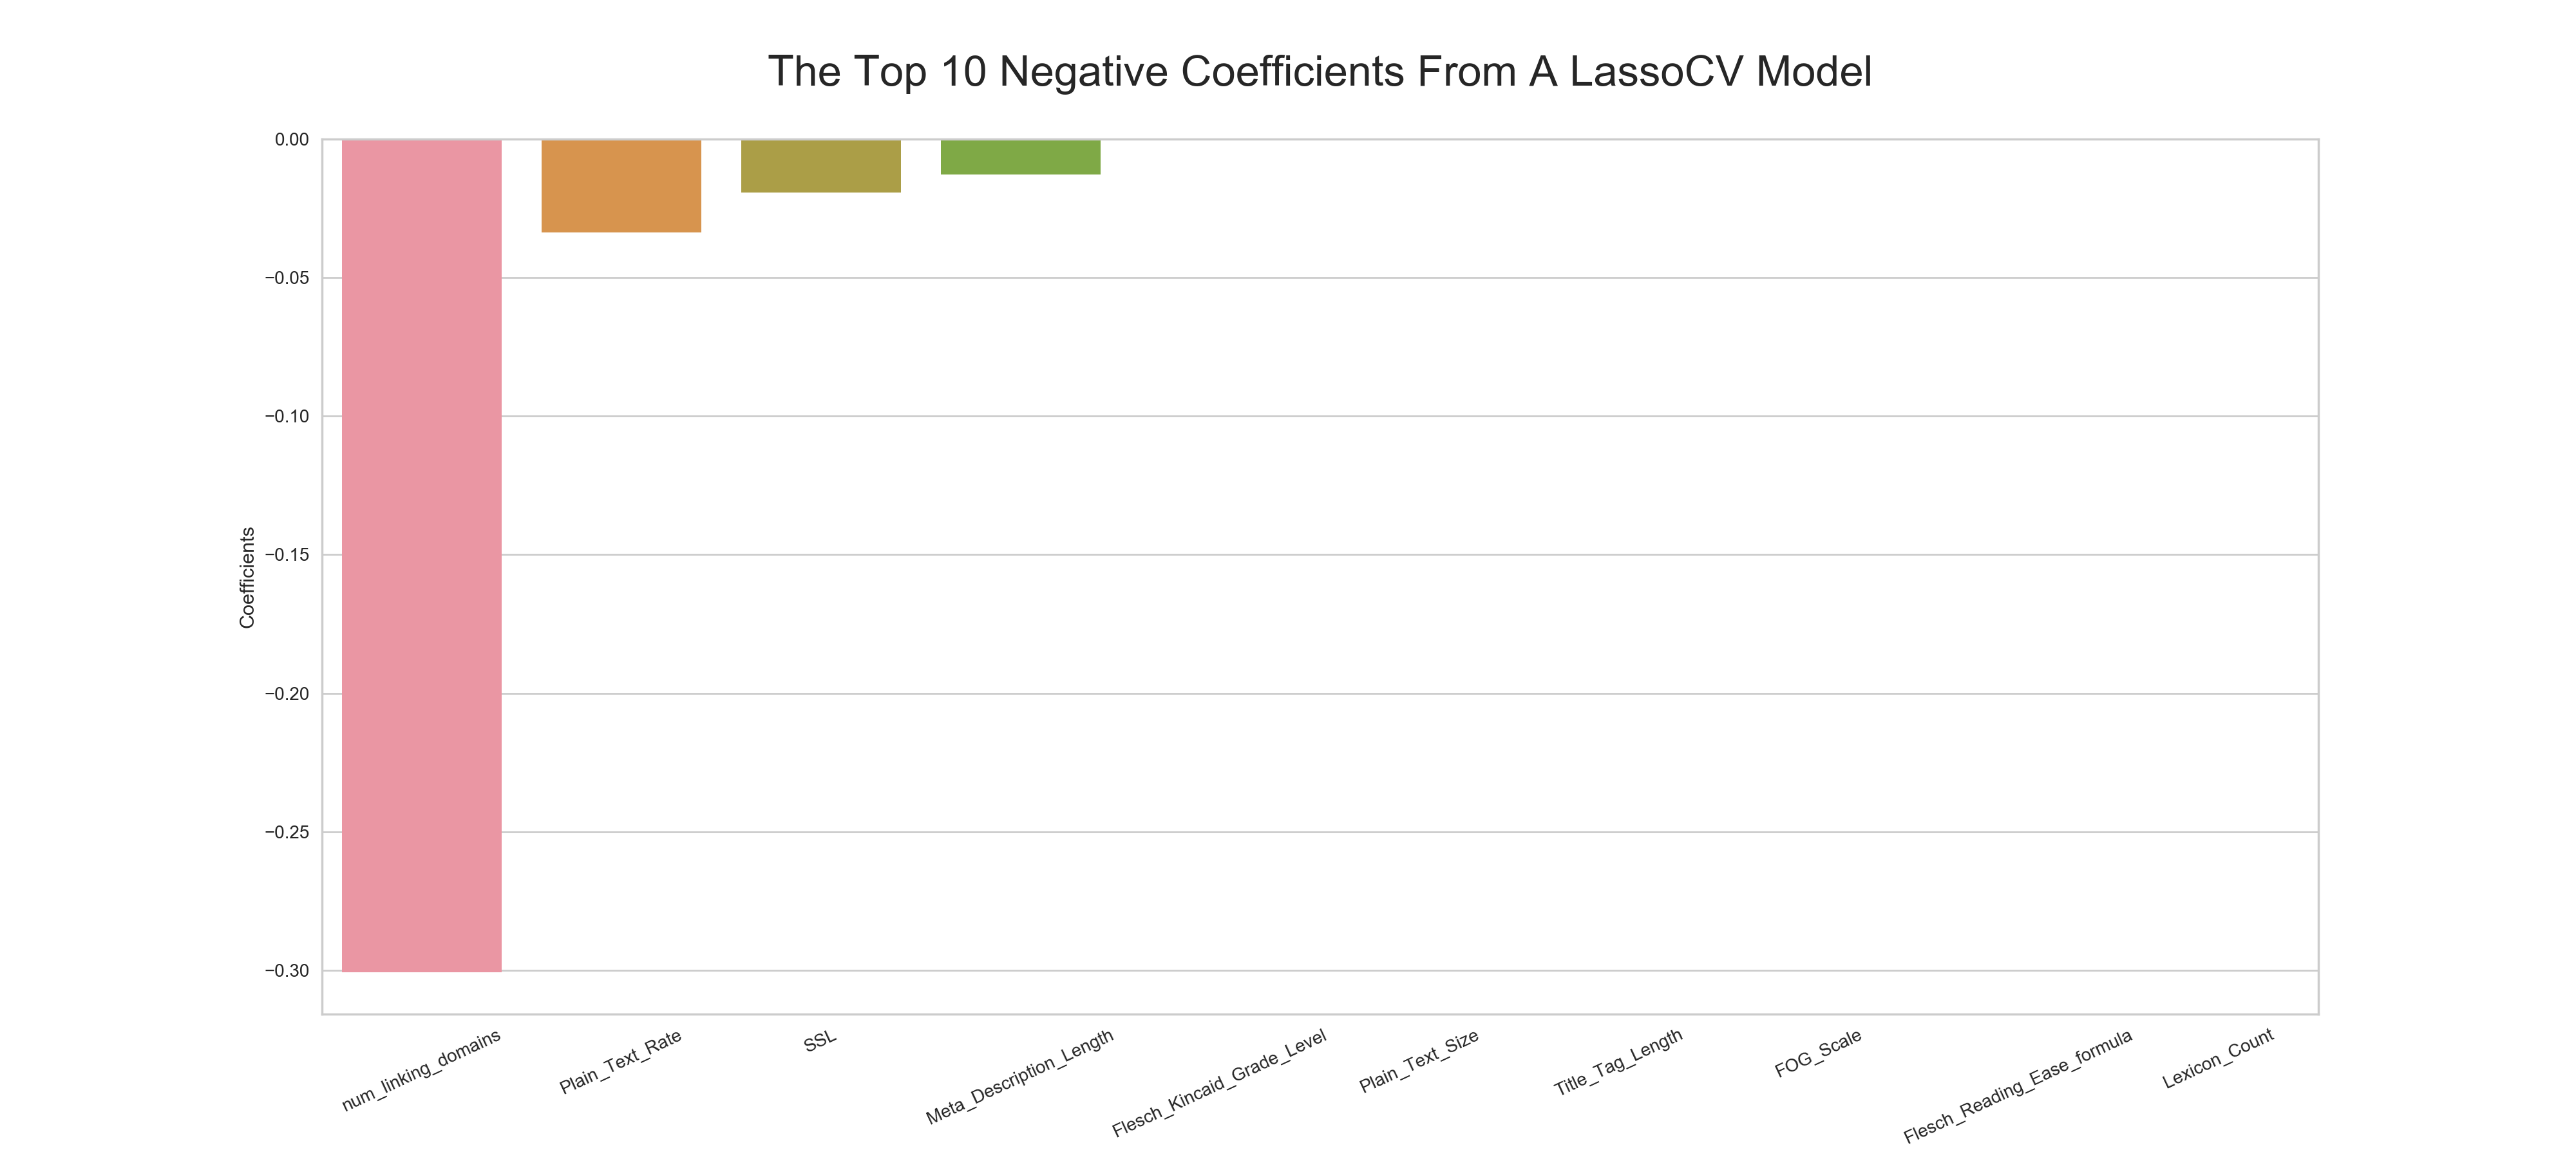 The Top 10 Negative Coefficients From A LassoCV Model
0.00
−0.05
−0.10
−0.15
−0.20
−0.25
−0.30
Coefficients
num_linking_domains
Plain_Text_Rate
SSL
Meta_Description_Length
Flesch_Kincaid_Grade_Level
Plain_Text_Size
Title_Tag_Length
FOG_Scale
Flesch_Reading_Ease_formula
Lexicon_Count